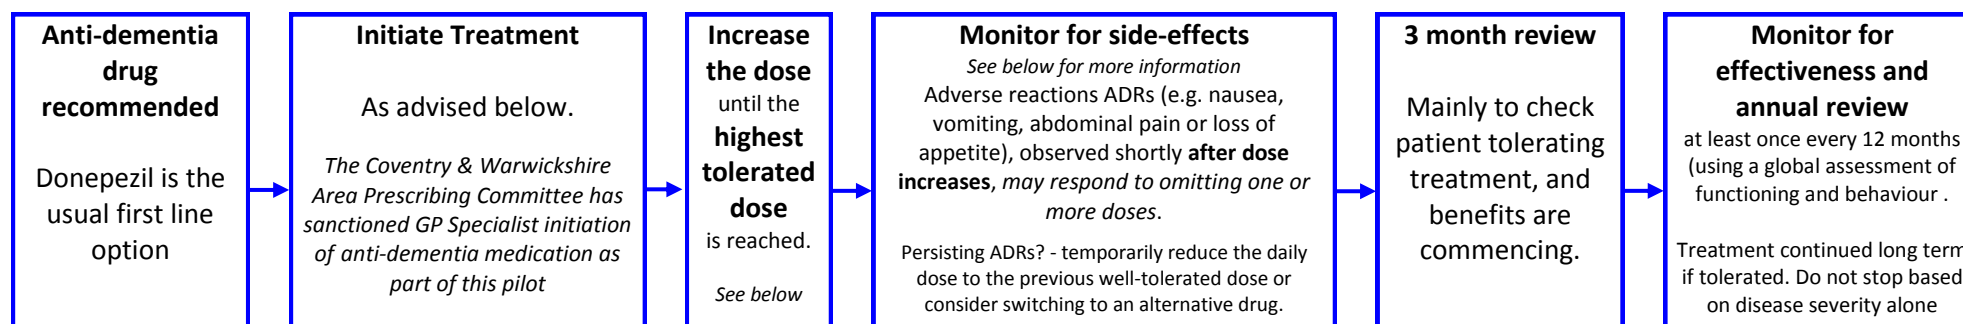 Anti-dementia
drug
recommended
Donepezil is the
usual first line
option
Initiate Treatment
As advised below.
The Coventry & Warwickshire
Area Prescribing Committee has
sanctioned GP Specialist initiation
of anti-dementia medication as
part of this pilot
Increase
the dose
until the
highest
tolerated
dose
is reached.
See below
Monitor for side-effects
See below for more information
Adverse reactions ADRs (e.g. nausea,
vomiting, abdominal pain or loss of
appetite), observed shortly after dose
increases, may respond to omitting one or
more doses.
Persisting ADRs? - temporarily reduce the daily
dose to the previous well-tolerated dose or
consider switching to an alternative drug.
3 month review
Mainly to check
patient tolerating
treatment, and
benefits are
commencing.
Monitor for
effectiveness and
annual review
at least once every 12 months
(using a global assessment of
functioning and behaviour .
Treatment continued long term
if tolerated. Do not stop based
on disease severity alone